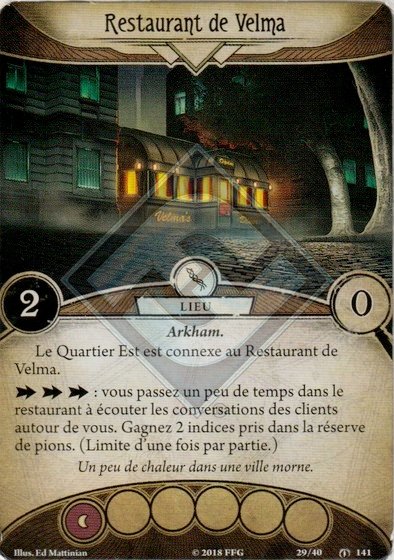 Restaurant de Velma
Velma's
2
LIEU
0
Arkham.
Le Quartier Est est connexe au Restaurant de
Velma.
: vous passez un peu de temps dans le
restaurant à écouter les conversations des clients
autour de vous. Gagnez 2 indices pris dans la réserve
de pions. (Limite d'une fois par partie.)
Un peu de chaleur dans une ville morne.
Illus. Ed Mattinian
© 2018 FFG
29/40
141